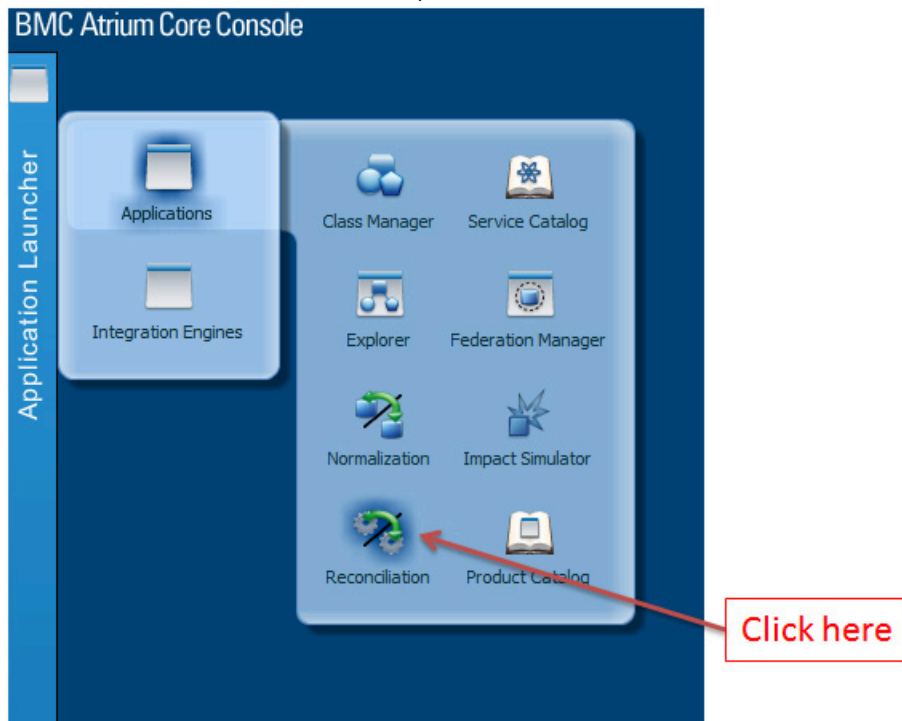 BMC Atrium Core Console
Application Launcher
Applications
Integration Engines
Class Manager
Service Catalog
Explorer
Federation Manager
Normalization
Impact Simulator
Reconciliation
Product Catalog
Click here